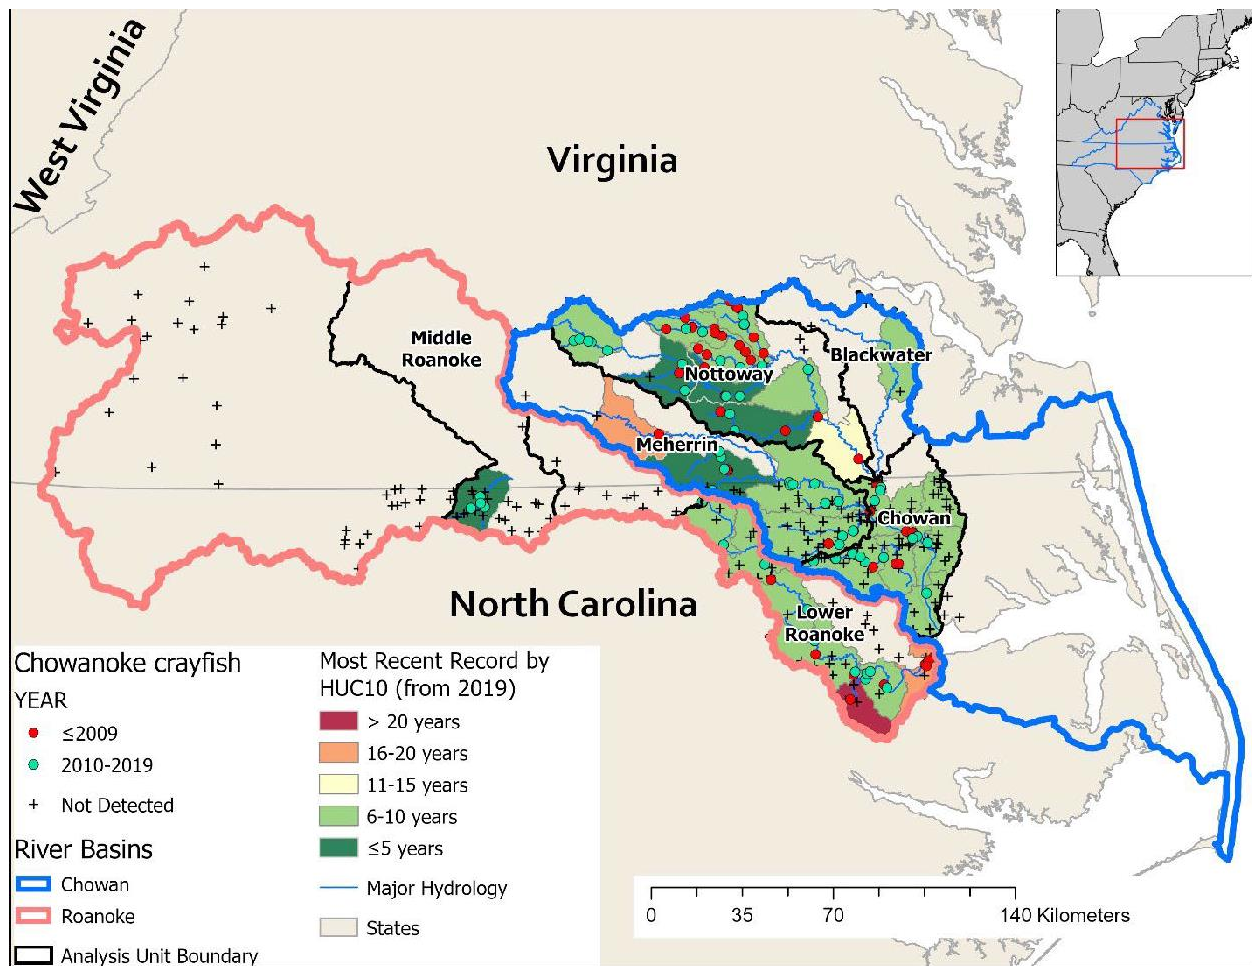 West Virginia
Virginia
Middle
Roanoke
Blackwater
Nottoway
Meherrin
Chowan
North Carolina
Lower
Roanoke
Chowanoke crayfish
YEAR
≤2009
2010-2019
Not Detected
River Basins
Chowan
Roanoke
Analysis Unit Boundary
Most Recent Record by
HUC10 (from 2019)
> 20 years
16-20 years
11-15 years
6-10 years
≤5 years
Major Hydrology
States
0 35 70 140 Kilometers